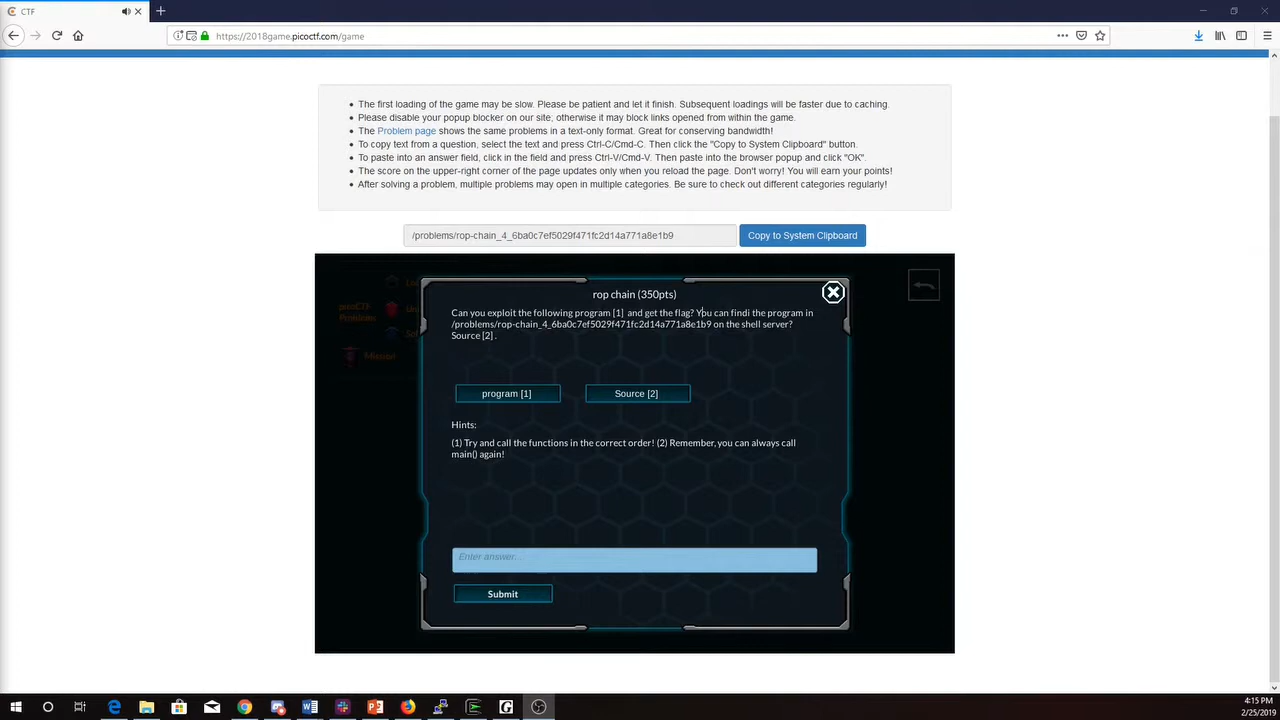 CTF
https://2018game.picoctf.com/game
The first loading of the game may be slow. Please be patient and let it finish. Subsequent loadings will be faster due to caching.
Please disable your popup blocker on our site, otherwise it may block links opened from within the game.
The Problem page shows the same problems in a text-only format. Great for conserving bandwidth!
To copy text from a question, select the text and press Ctrl-C/Cmd-C. Then click the "Copy to System Clipboard" button.
To paste into an answer field, click in the field and press Ctrl-V/Cmd-V. Then paste into the browser popup and click "OK".
The score on the upper-right corner of the page updates only when you reload the page. Don't worry! You will earn your points!
After solving a problem, multiple problems may open in multiple categories. Be sure to check out different categories regularly!
/problems/rop-chain_4_6ba0c7ef5029f471fc2d14a771a8e1b9
Copy to System Clipboard
rop chain (350pts)
Can you exploit the following program [1] and get the flag? You can findi the program in
/problems/rop-chain_4_6ba0c7ef5029f471fc2d14a771a8e1b9 on the shell server?
Source [2] .
picoCTF
Problems
Mission!
program [1]
Source [2]
Hints:
(1) Try and call the functions in the correct order! (2) Remember, you can always call
main() again!
Enter answer...
Submit
4:15 PM
2/25/2019